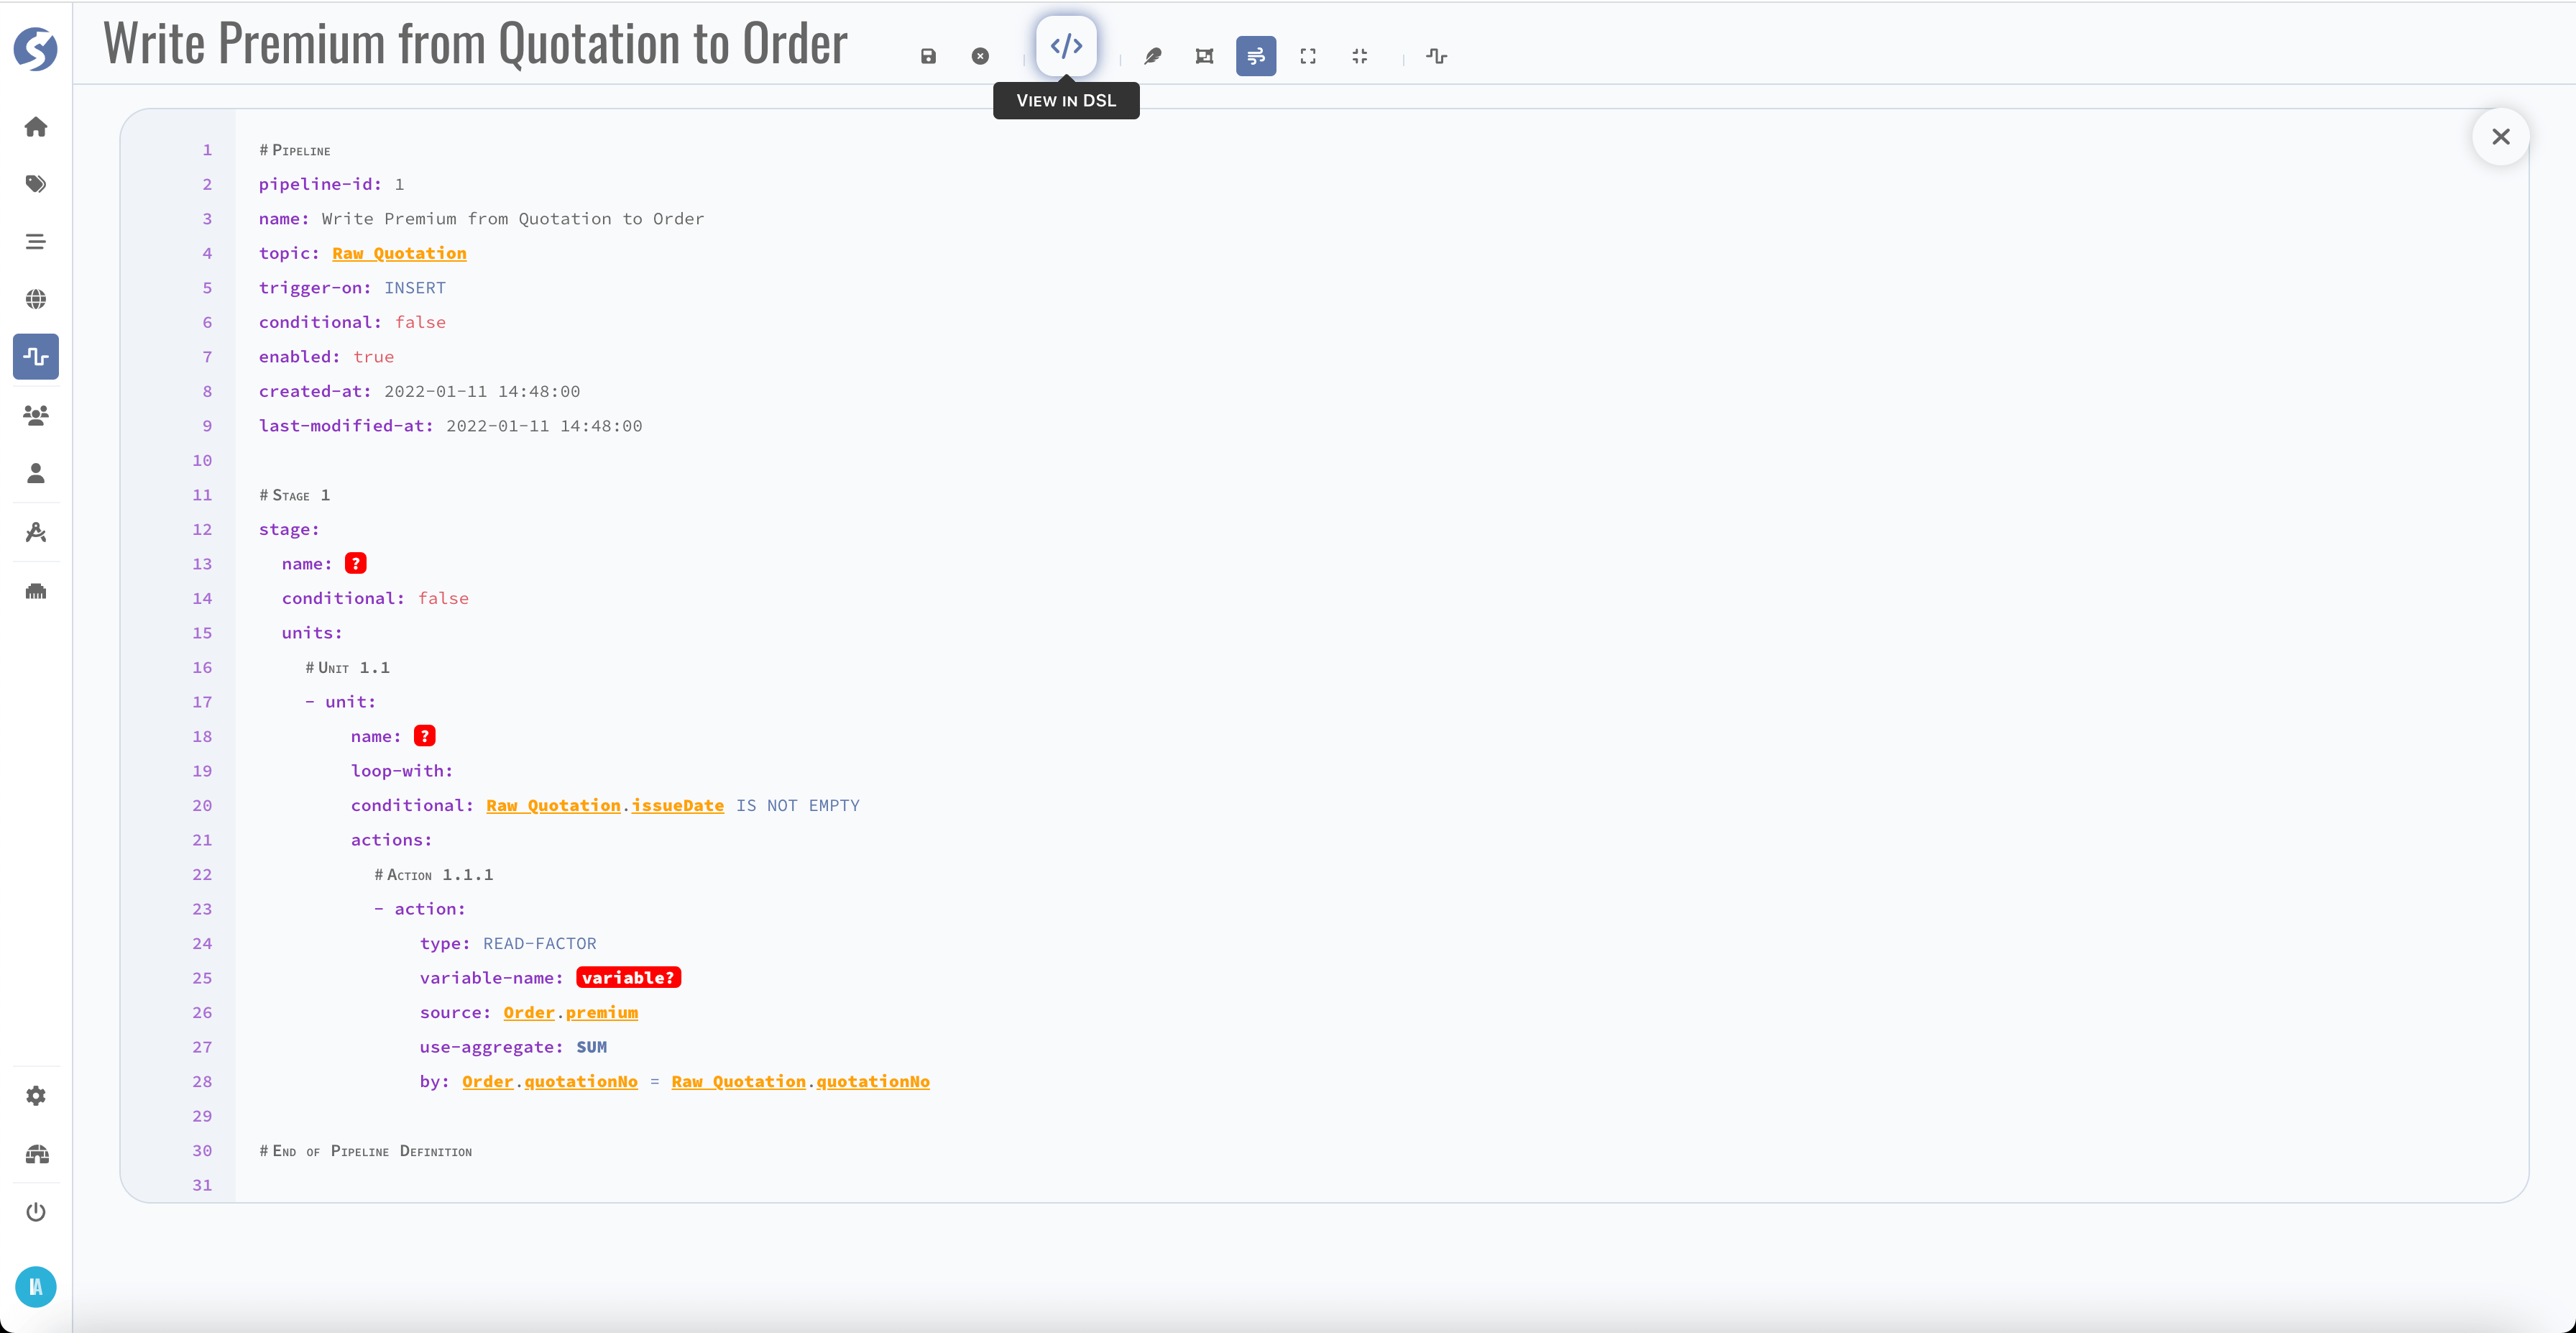 Write Premium from Quotation to Order
VIEW IN DSL
1 # Pipeline
2 pipeline-id: 1
3 name: Write Premium from Quotation to Order
4 topic: Raw Quotation
5 trigger-on: INSERT
6 conditional: false
7 enabled: true
8 created-at: 2022-01-11 14:48:00
9 last-modified-at: 2022-01-11 14:48:00
10
11 # Stage 1
12 stage:
13 name: ?
14 conditional: false
15 units:
16 # Unit 1.1
17 - unit:
18 name: ?
19 loop-with:
20 conditional: Raw Quotation.issueDate IS NOT EMPTY
21 actions:
22 # Action 1.1.1
23 - action:
24 type: READ-FACTOR
25 variable-name: variable?
26 source: Order.premium
27 use-aggregate: SUM
28 by: Order.quotationNo = Raw Quotation.quotationNo
29
30 # End of Pipeline Definition
31
IA